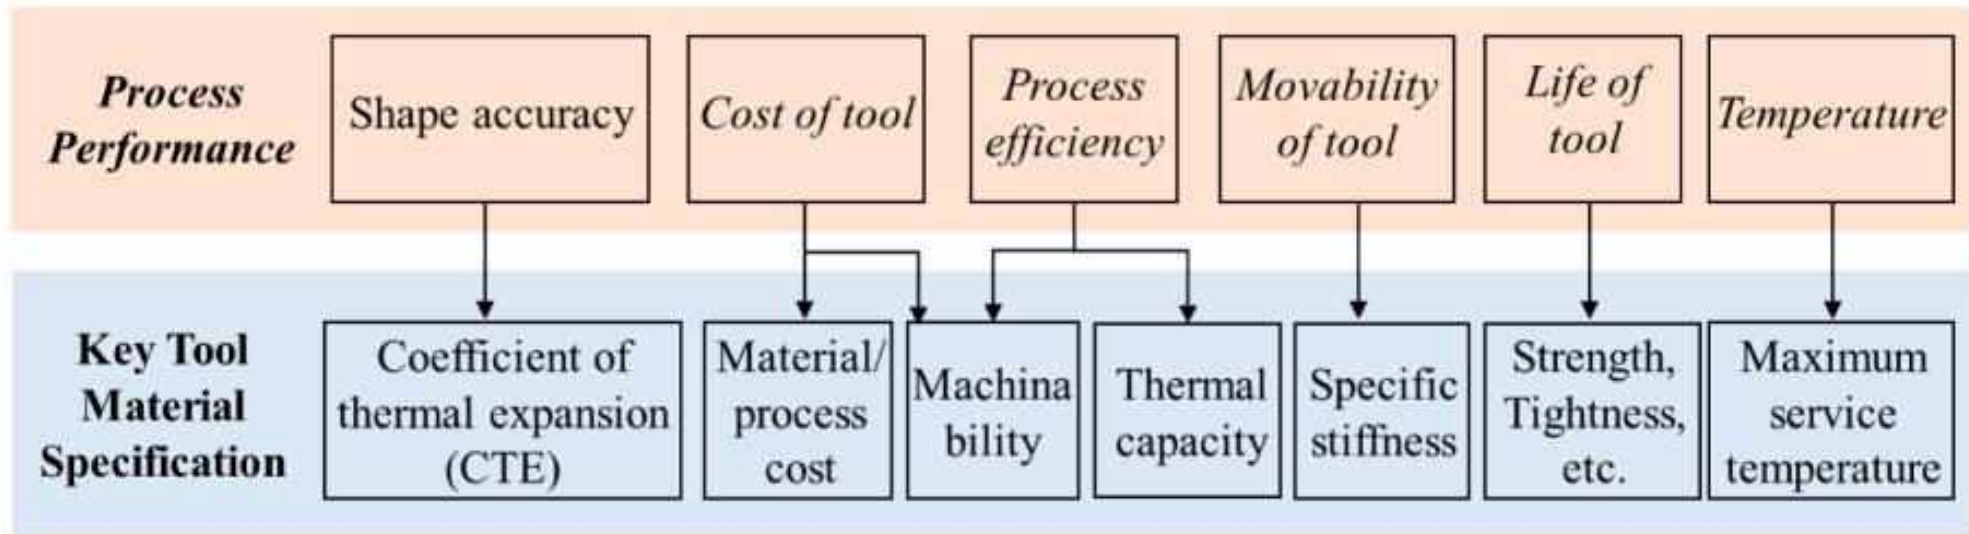 Process
Performance
Shape accuracy
Cost of tool
Process
efficiency
Movability
of tool
Life of
tool
Temperature
Key Tool
Material
Specification
Coefficient of
thermal expansion
(CTE)
Material/
process
cost
Machina
bility
Thermal
capacity
Specific
stiffness
Strength,
Tightness,
etc.
Maximum
service
temperature